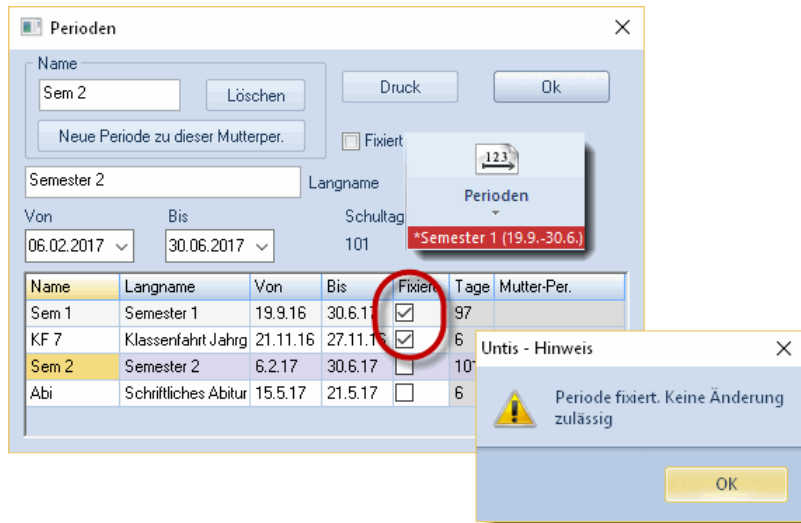 Perioden
Name
Sem 2
Löschen
Druck
Ok
Neue Periode zu dieser Mutterper.
Fixiert
123
Perioden
*Semester 1 (19.9.-30.6.)
Semester 2
Langname
Von
Bis
Schultag
06.02.2017
30.06.2017
101
Name Langname Von Bis Fixiert Tage Mutter-Per.
Sem 1 Semester 1 19.9.16 30.6.17 97
KF 7 Klassenfahrt Jahrg 21.11.16 27.11.16 6
Sem 2 Semester 2 6.2.17 30.6.17 101
Abi Schriftliches Abitur 15.5.17 21.5.17 6
Untis - Hinweis
Periode fixiert. Keine Änderung
zulässig
OK